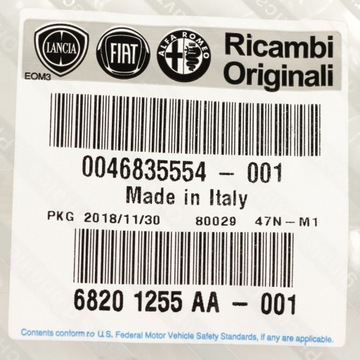 LANCIA FIAT ALFA ROMEO Ricambi
Originali
EOM3
0046835554 - 001
Made in Italy
PKG 2018/11/30 80029 47N-M1
6820 1255 AA - 001
Contents conform to U.S. Federal Motor Vehicle Safety Standards, if any are applicable.